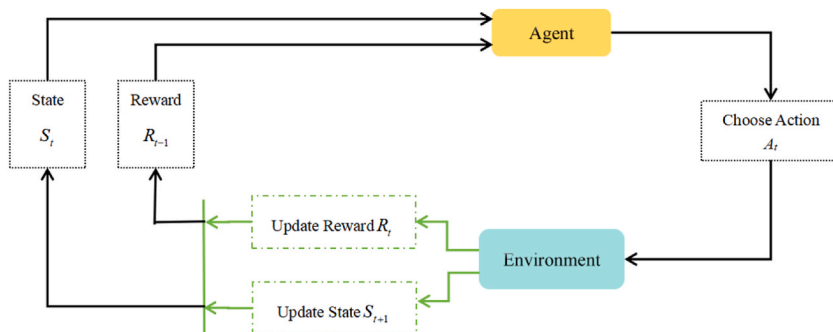 Agent
State
S_t
Reward
R_{t-1}
Choose Action
A_t
Update Reward R_t
Environment
Update State S_{t+1}